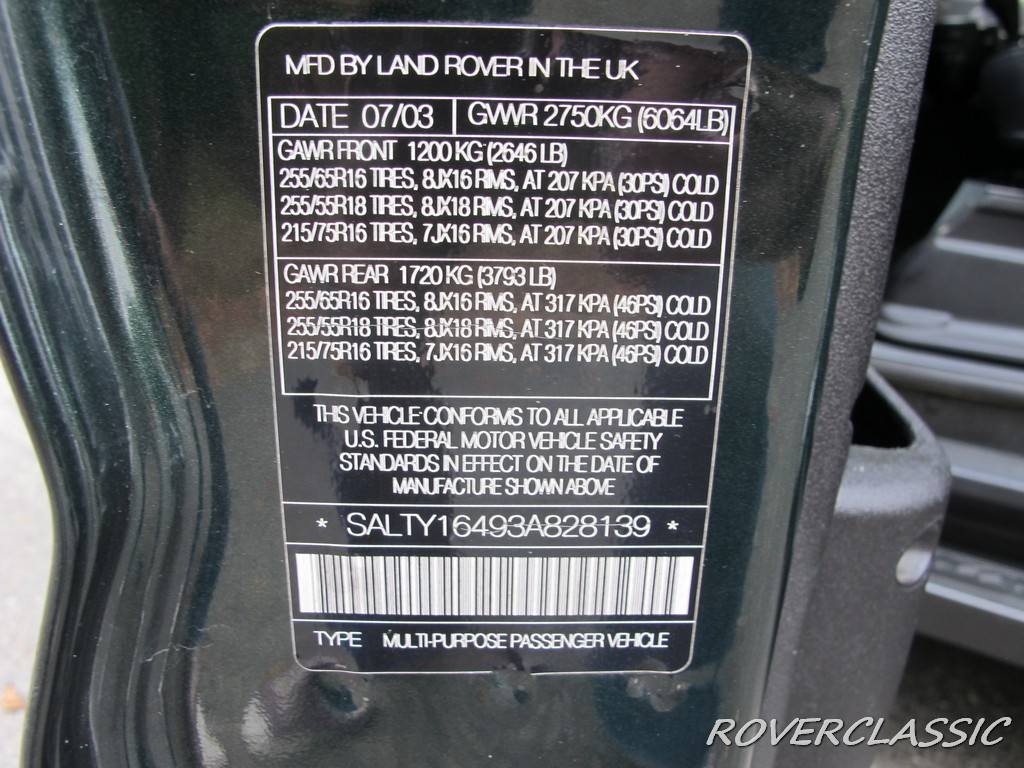 MFD BY LAND ROVER IN THE UK
DATE 07/03 GVWR 2750KG (6064LB)
GAWR FRONT 1200 KG (2646 LB)
255/65R16 TIRES, 8JX16 RIMS, AT 207 KPA (30PSI) COLD
255/55R18 TIRES, 8JX18 RIMS, AT 207 KPA (30PSI) COLD
215/75R16 TIRES, 7JX16 RIMS, AT 207 KPA (30PSI) COLD
GAWR REAR 1720 KG (3793 LB)
255/65R16 TIRES, 8JX16 RIMS, AT 317 KPA (46PSI) COLD
255/55R18 TIRES, 8JX18 RIMS, AT 317 KPA (46PSI) COLD
215/75R16 TIRES, 7JX16 RIMS, AT 317 KPA (46PSI) COLD
THIS VEHICLE CONFORMS TO ALL APPLICABLE
U.S. FEDERAL MOTOR VEHICLE SAFETY
STANDARDS IN EFFECT ON THE DATE OF
MANUFACTURE SHOWN ABOVE
* SALTY16493A828139 *
TYPE MULTI-PURPOSE PASSENGER VEHICLE
ROVERCLASSIC